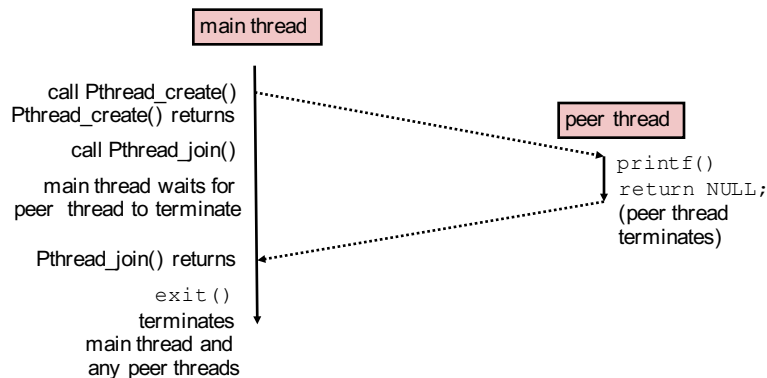 main thread
call Pthread_create()
Pthread_create() returns
call Pthread_join()
main thread waits for
peer thread to terminate
Pthread_join() returns
exit()
terminates
main thread and
any peer threads
peer thread
printf()
return NULL;
(peer thread
terminates)